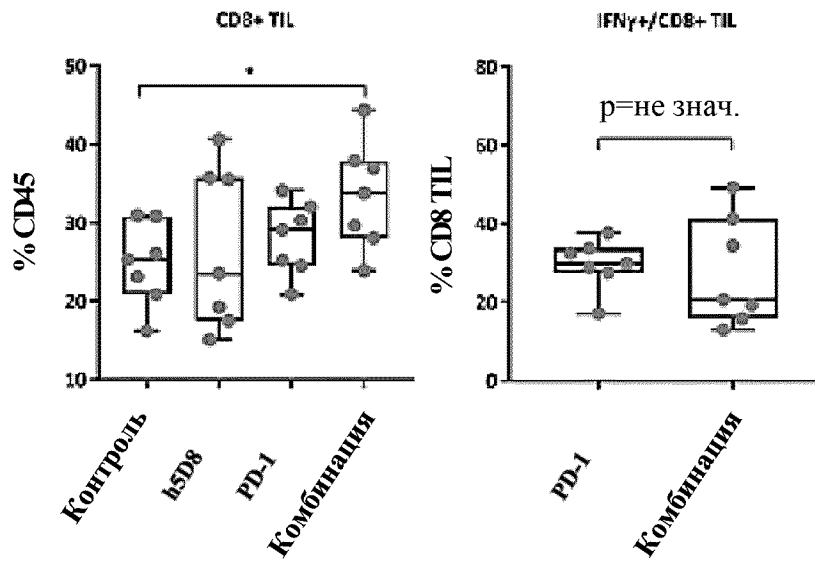 CD8+ TIL
50
40
30
20
10
% CD45
*
Контроль
h5D8
PD-1
Комбинация
IFNγ+/CD8+ TIL
80
60
40
20
0
% CD8 TIL
p=не знач.
PD-1
Комбинация